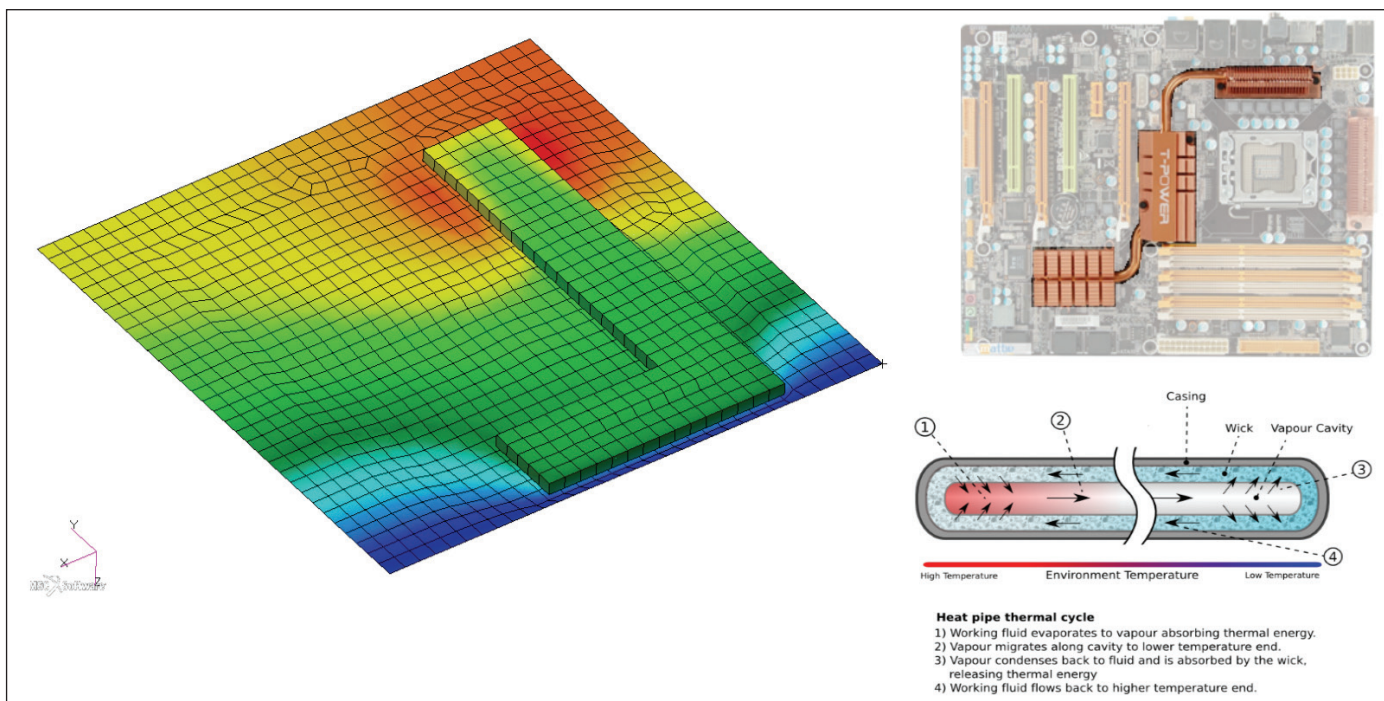 Y
X
Z
MSC Software
T-POWER
Casing
Wick
Vapour Cavity
1
2
3
4
High Temperature
Environment Temperature
Low Temperature
Heat pipe thermal cycle
1) Working fluid evaporates to vapour absorbing thermal energy.
2) Vapour migrates along cavity to lower temperature end.
3) Vapour condenses back to fluid and is absorbed by the wick,
releasing thermal energy
4) Working fluid flows back to higher temperature end.